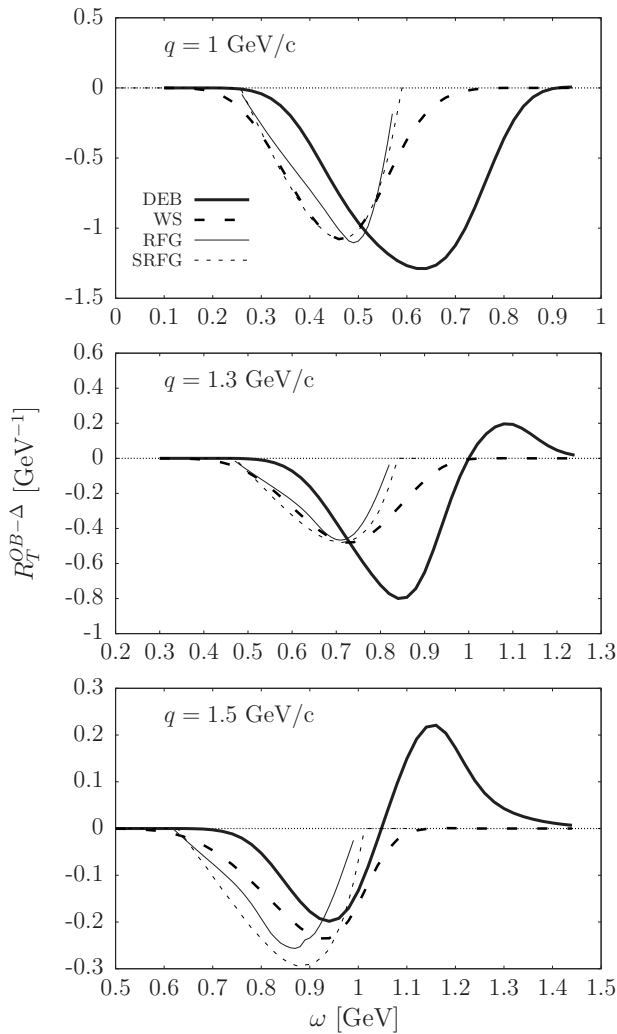 q = 1 GeV/c
0
-0.5
-1
-1.5
DEB
WS
RFG
SRFG
0 0.1 0.2 0.3 0.4 0.5 0.6 0.7 0.8 0.9 1
q = 1.3 GeV/c
0.6
0.4
0.2
0
-0.2
-0.4
-0.6
-0.8
-1
0.2 0.3 0.4 0.5 0.6 0.7 0.8 0.9 1 1.1 1.2 1.3
R_T^{OB−Δ} [GeV⁻¹]
q = 1.5 GeV/c
0.3
0.2
0.1
0
-0.1
-0.2
-0.3
0.5 0.6 0.7 0.8 0.9 1 1.1 1.2 1.3 1.4 1.5
ω [GeV]